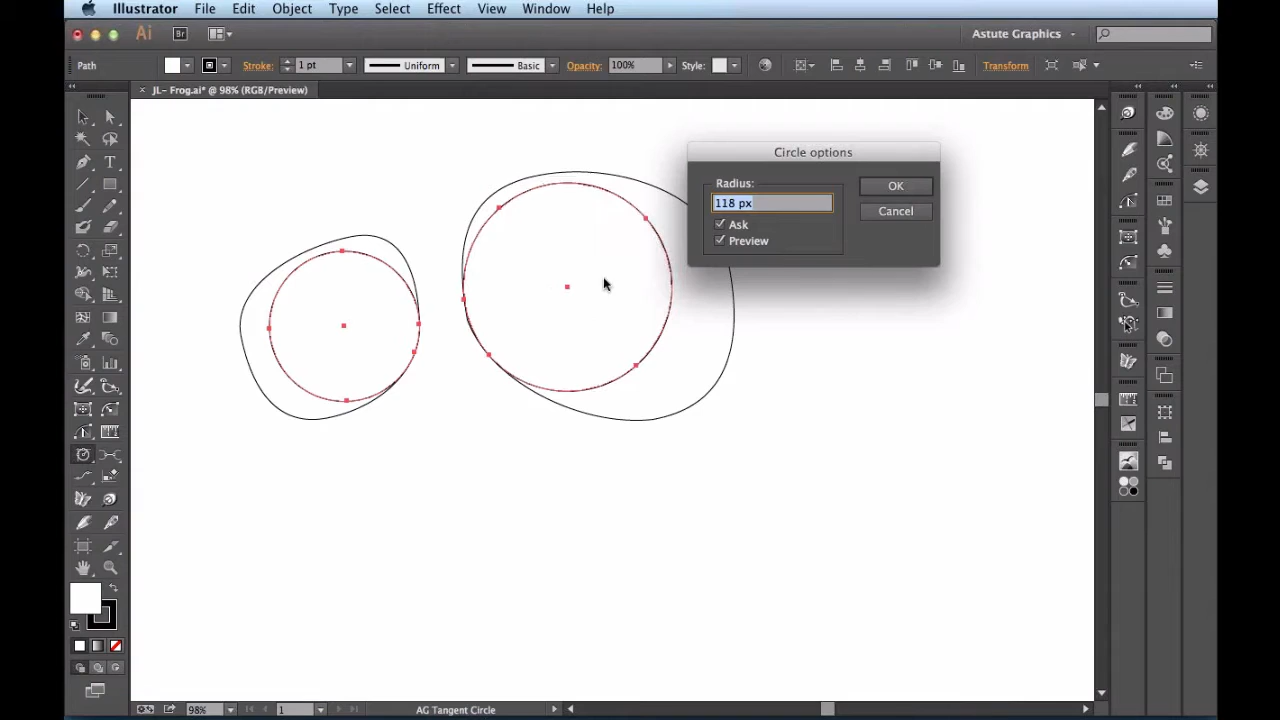 Illustrator File Edit Object Type Select Effect View Window Help
Ai Br Astute Graphics
Path Stroke: 1 pt Uniform Basic Opacity: 100% Style: Transform
× JL- Frog.ai* @ 98% (RGB/Preview)
Circle options
Radius:
118 px
Ask
Preview
OK
Cancel
T
98% 1 AG Tangent Circle